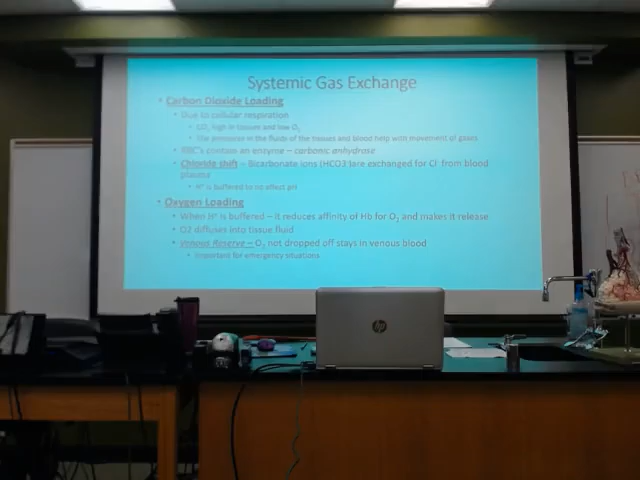 Systemic Gas Exchange
• Carbon Dioxide Loading
• Due to cellular respiration
• CO2 high in tissues and low O2
• The pressures in the fluids of the tissues and blood help with movement of gases
• RBC's contain an enzyme – carbonic anhydrase
• Chloride shift – Bicarbonate ions (HCO3-)are exchanged for Cl- from blood
plasma
• H+ is buffered to no affect pH
• Oxygen Loading
• When H+ is buffered – it reduces affinity of Hb for O2 and makes it release
• O2 diffuses into tissue fluid
• Venous Reserve – O2 not dropped off stays in venous blood
• Important for emergency situations
hp